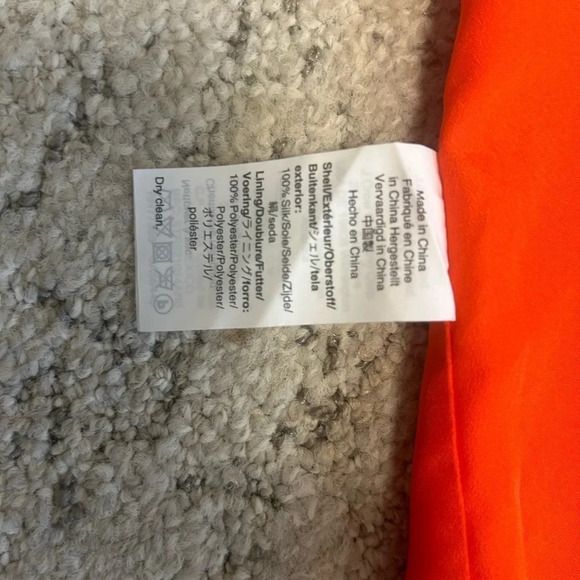 Made in China
Fabriqué en Chine
in China Hergestellt
Vervaardigd in China
中国製
Hecho en China
Shell/Extérieur/Oberstoff/
Buitenkant/シェル/tela
exterior:
100% Silk/Soie/Seide/Zijde/
絹/seda
Lining/Doublure/Futter/
Voering/ライニング/forro:
100% Polyester/Polyester/
Polyester/Polyester/
ポリエステル/
poliéster.
Dry clean.